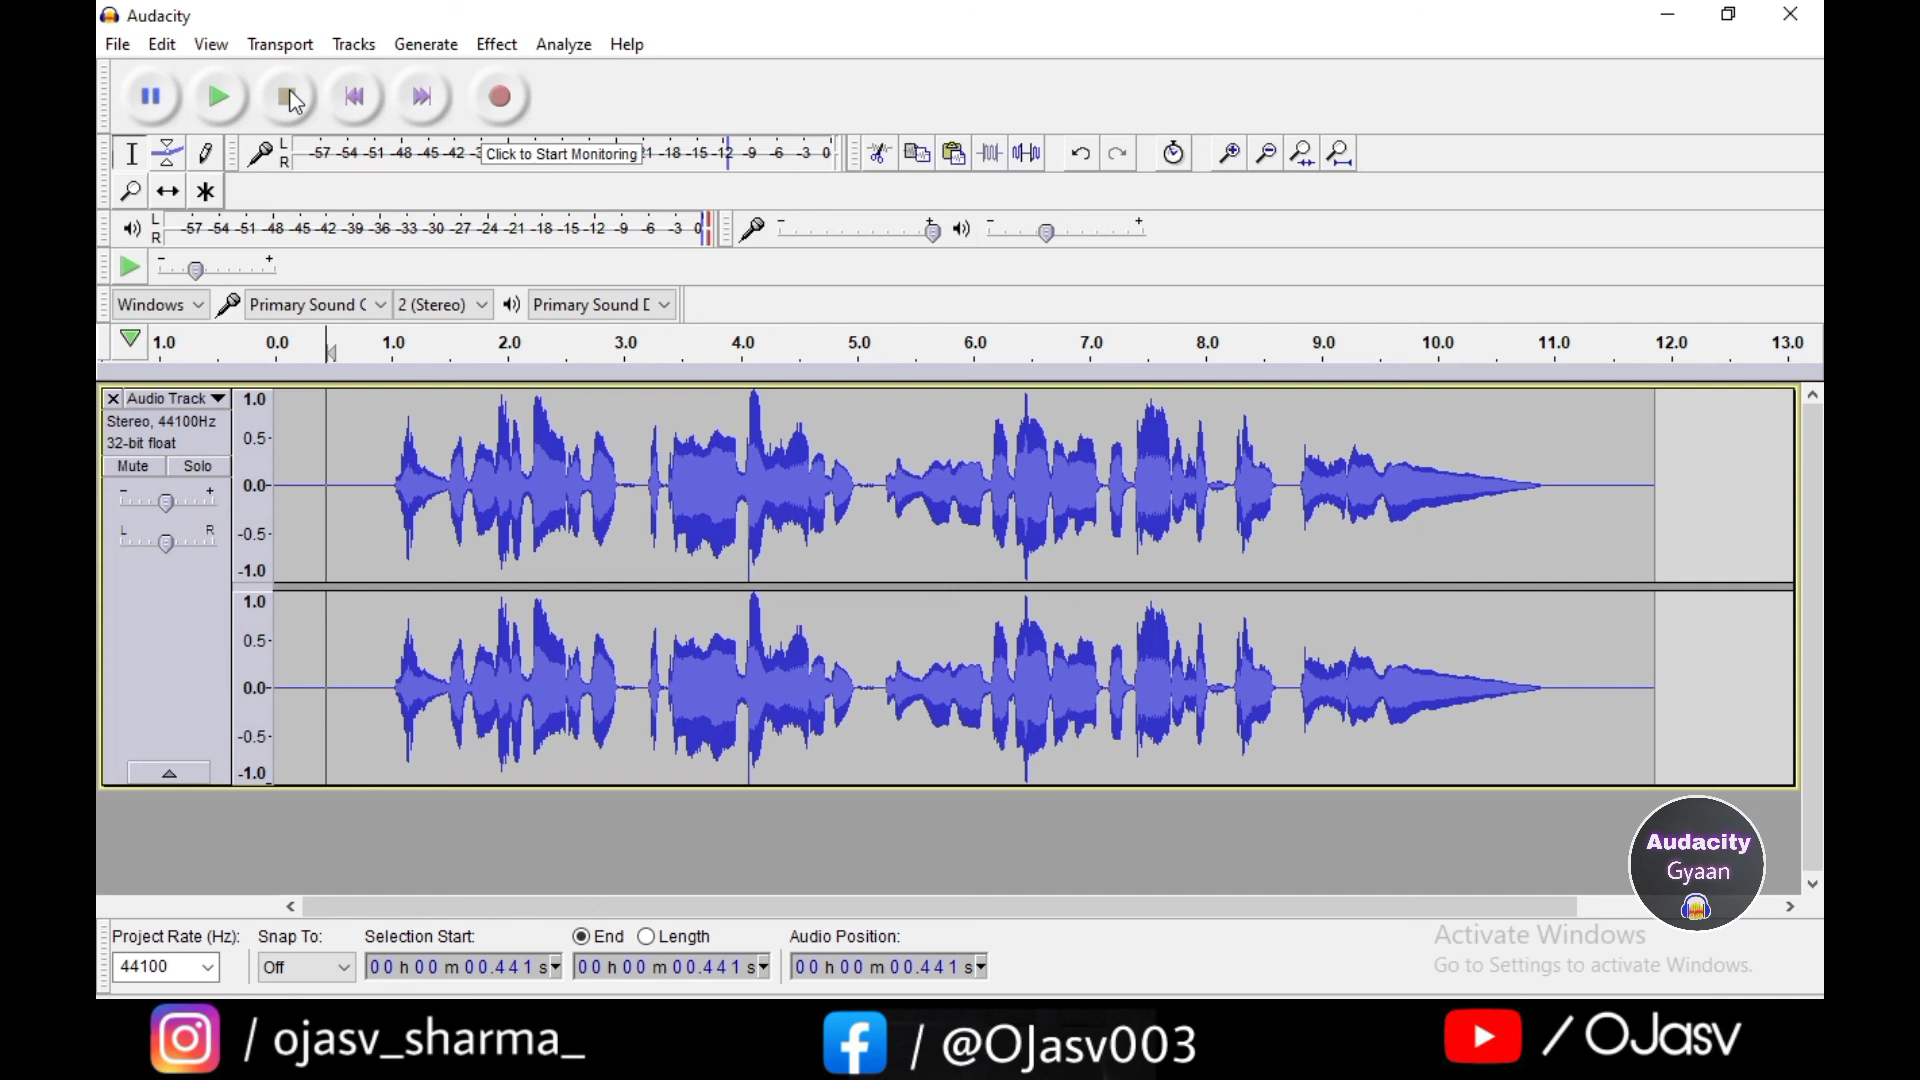 Audacity
File Edit View Transport Tracks Generate Effect Analyze Help
L
R
-57 -54 -51 -48 -45 -42 -3 Click to Start Monitoring 1 -18 -15 -12 -9 -6 -3 0
L
R
-57 -54 -51 -48 -45 -42 -39 -36 -33 -30 -27 -24 -21 -18 -15 -12 -9 -6 -3 0
- +
- +
- +
Windows Primary Sound C 2 (Stereo) Primary Sound D
1.0 0.0 1.0 2.0 3.0 4.0 5.0 6.0 7.0 8.0 9.0 10.0 11.0 12.0 13.0
Audio Track
Stereo, 44100Hz
32-bit float
Mute Solo
- +
L R
1.0
0.5-
0.0-
-0.5-
-1.0
1.0
0.5-
0.0-
-0.5-
-1.0
Audacity
Gyaan
Project Rate (Hz): Snap To: Selection Start: End Length Audio Position:
44100 Off 00 h 00 m 00.441 s 00 h 00 m 00.441 s 00 h 00 m 00.441 s
Activate Windows
Go to Settings to activate Windows.
/ ojasv_sharma_ / @OJasv003 / OJasv